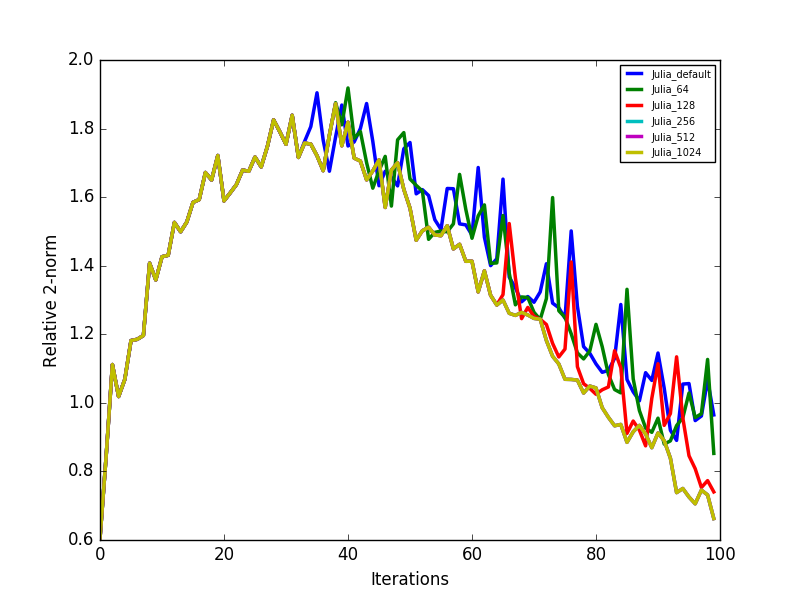 2.0
1.8
1.6
1.4
1.2
1.0
0.8
0.6
Relative 2-norm
0
20
40
60
80
100
Iterations
Julia_default
Julia_64
Julia_128
Julia_256
Julia_512
Julia_1024